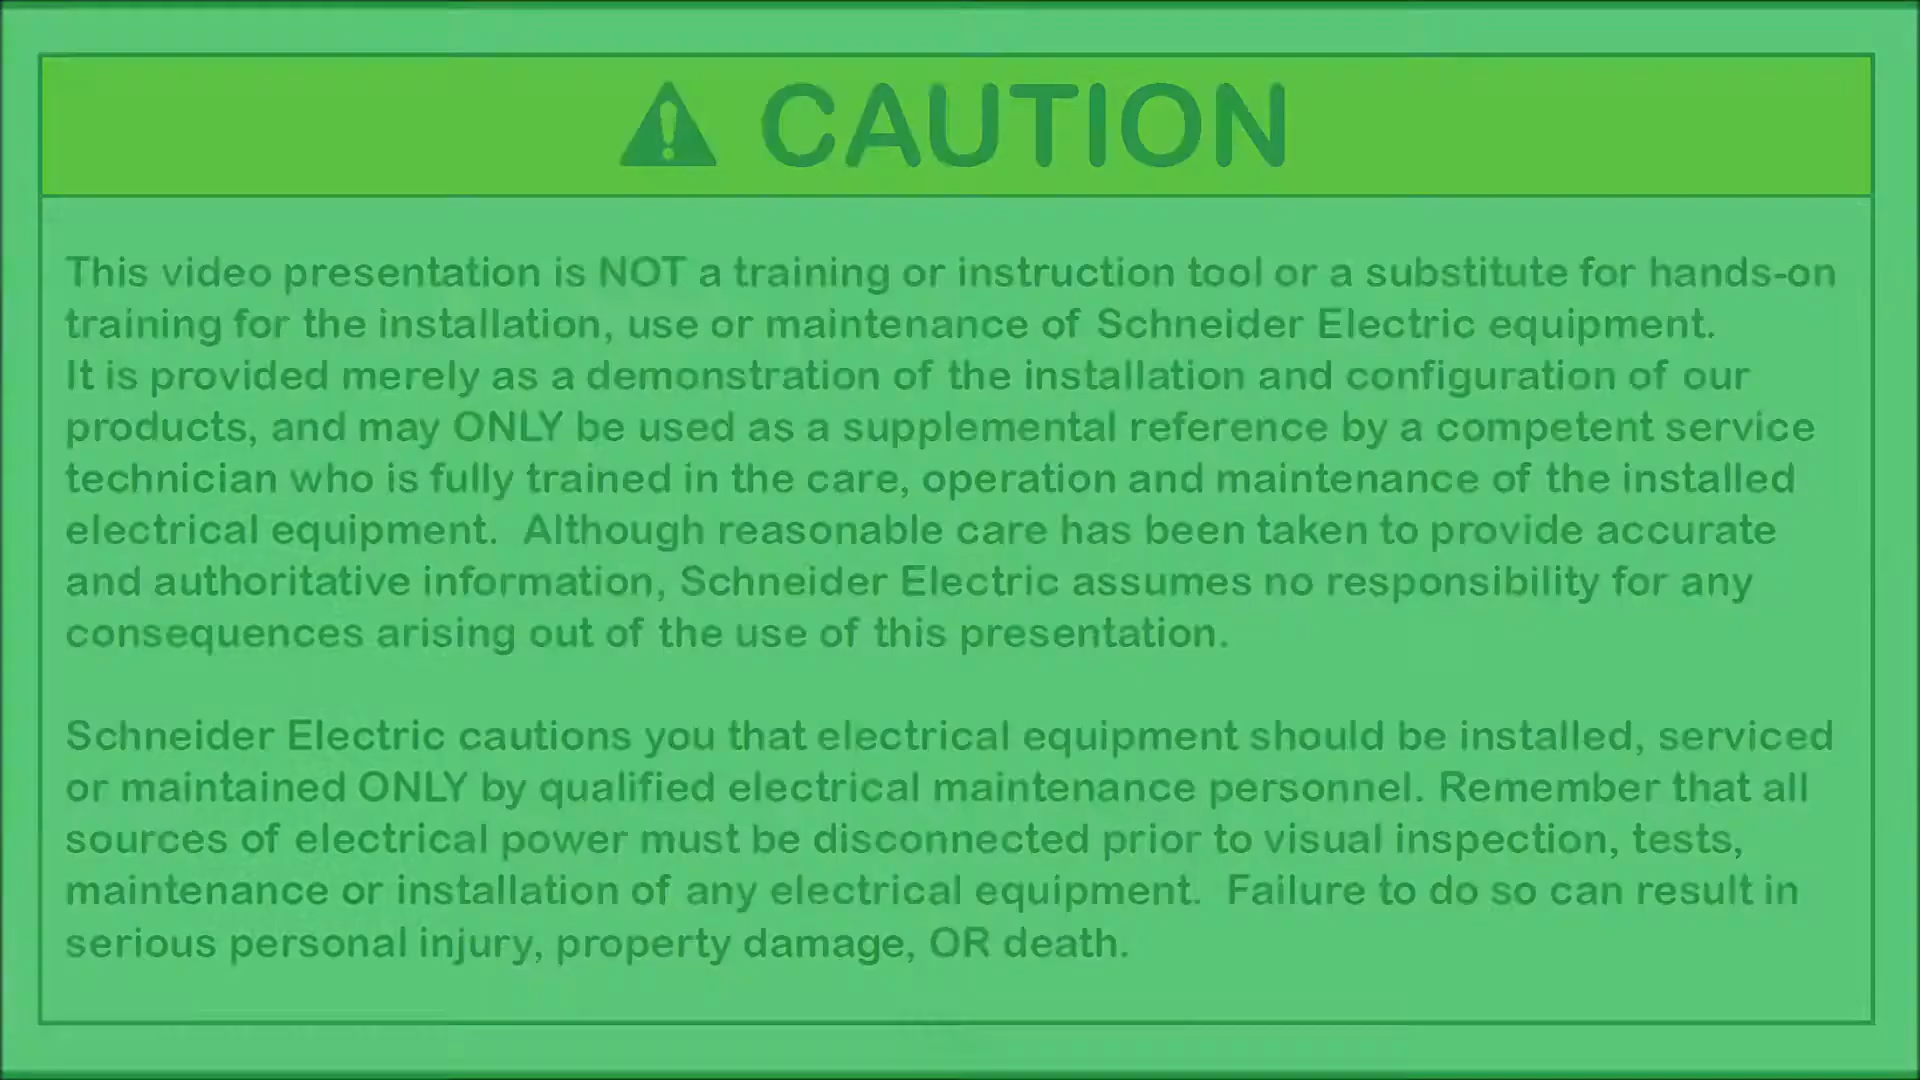 CAUTION
This video presentation is NOT a training or instruction tool or a substitute for hands-on
training for the installation, use or maintenance of Schneider Electric equipment.
It is provided merely as a demonstration of the installation and configuration of our
products, and may ONLY be used as a supplemental reference by a competent service
technician who is fully trained in the care, operation and maintenance of the installed
electrical equipment.  Although reasonable care has been taken to provide accurate
and authoritative information, Schneider Electric assumes no responsibility for any
consequences arising out of the use of this presentation.
Schneider Electric cautions you that electrical equipment should be installed, serviced
or maintained ONLY by qualified electrical maintenance personnel. Remember that all
sources of electrical power must be disconnected prior to visual inspection, tests,
maintenance or installation of any electrical equipment.  Failure to do so can result in
serious personal injury, property damage, OR death.